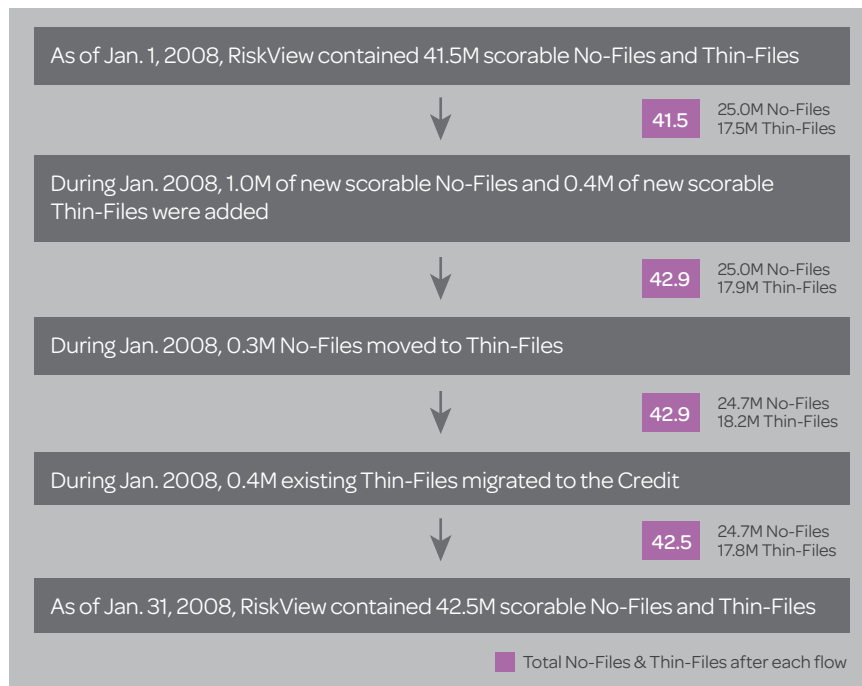 As of Jan. 1, 2008, RiskView contained 41.5M scorable No-Files and Thin-Files
41.5
25.0M No-Files
17.5M Thin-Files
During Jan. 2008, 1.0M of new scorable No-Files and 0.4M of new scorable
Thin-Files were added
42.9
25.0M No-Files
17.9M Thin-Files
During Jan. 2008, 0.3M No-Files moved to Thin-Files
42.9
24.7M No-Files
18.2M Thin-Files
During Jan. 2008, 0.4M existing Thin-Files migrated to the Credit
42.5
24.7M No-Files
17.8M Thin-Files
As of Jan. 31, 2008, RiskView contained 42.5M scorable No-Files and Thin-Files
Total No-Files & Thin-Files after each flow